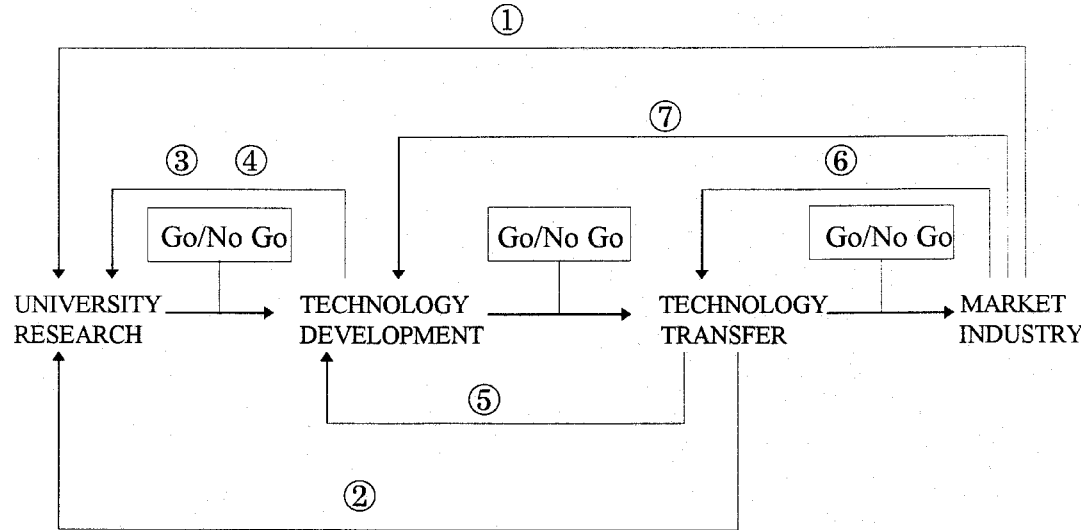 ①
⑦
③ ④
⑥
Go/No Go
Go/No Go
Go/No Go
UNIVERSITY
RESEARCH
TECHNOLOGY
DEVELOPMENT
TECHNOLOGY
TRANSFER
MARKET
INDUSTRY
⑤
②